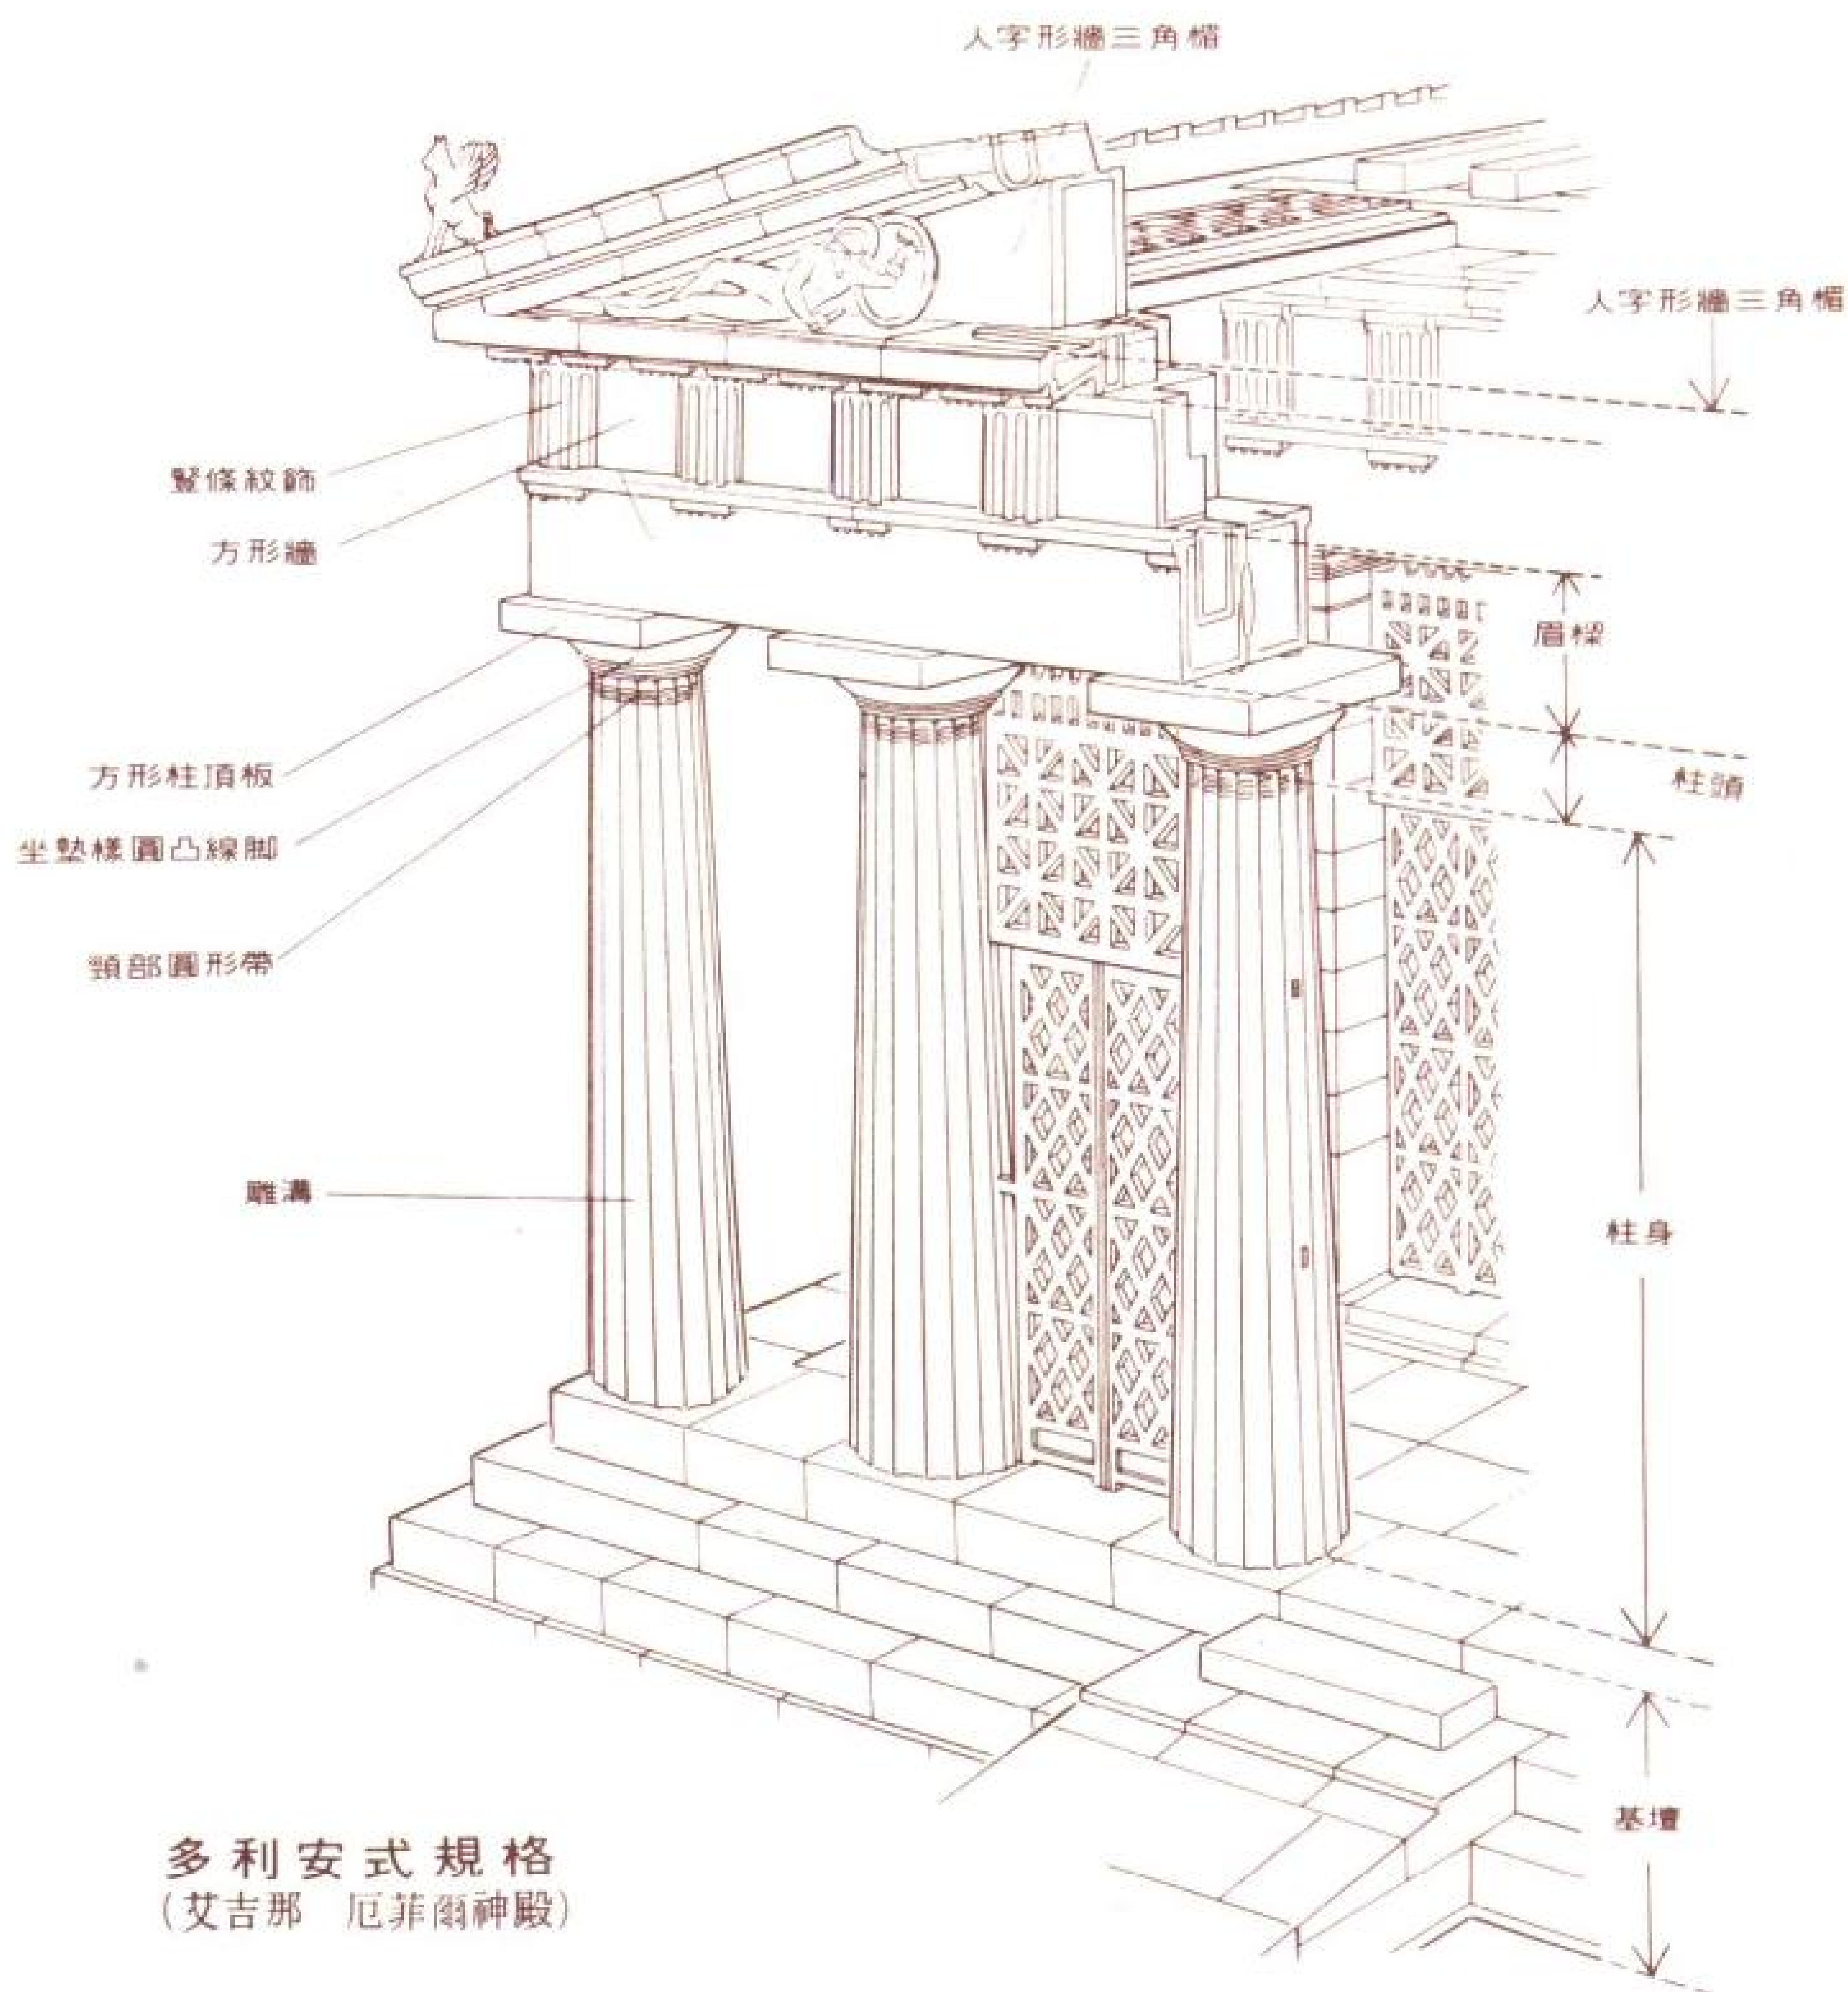 人字形牆三角楣
人字形牆三角楣
豎條紋飾
方形牆
眉樑
方形柱頂板
柱頭
坐墊樣圓凸線脚
頸部圓形帶
雕溝
柱身
基壇
多利安式規格
(艾吉那　厄菲爾神殿)